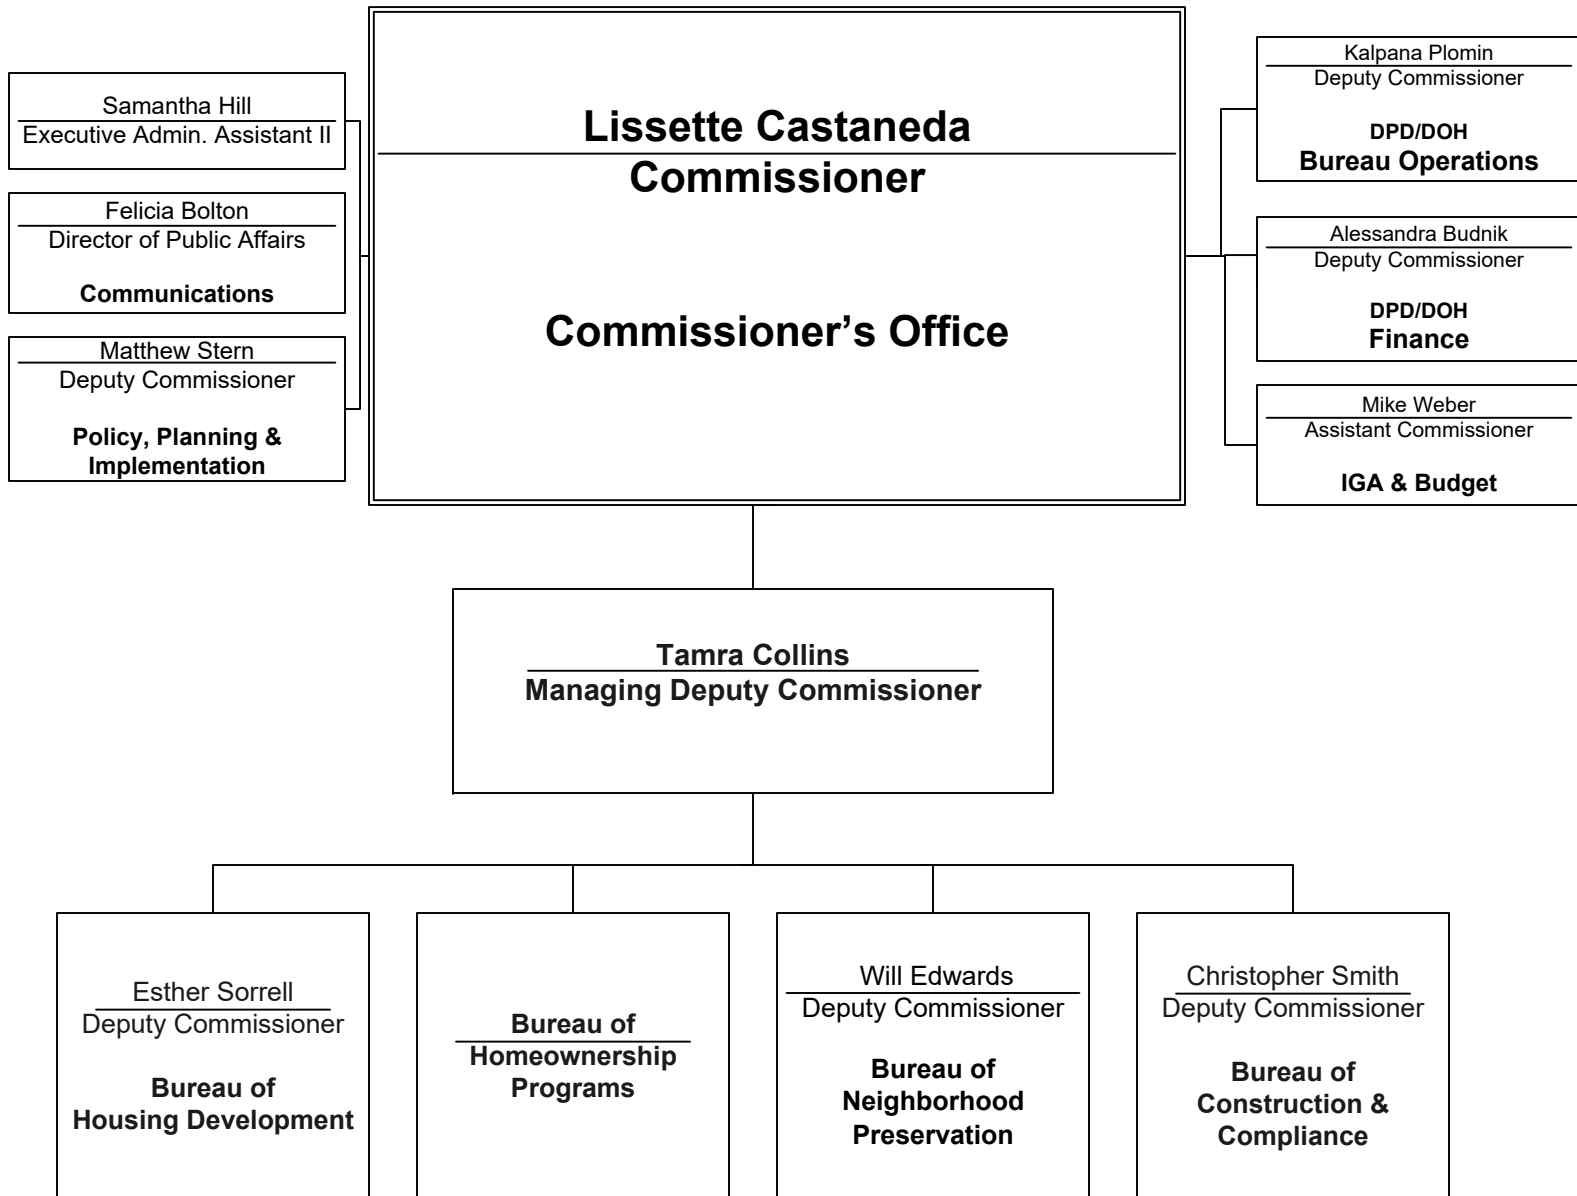 Samantha Hill
Executive Admin. Assistant II
Felicia Bolton
Director of Public Affairs
Communications
Matthew Stern
Deputy Commissioner
Policy, Planning &
Implementation
Lissette Castaneda
Commissioner
Commissioner’s Office
Kalpana Plomin
Deputy Commissioner
DPD/DOH
Bureau Operations
Alessandra Budnik
Deputy Commissioner
DPD/DOH
Finance
Mike Weber
Assistant Commissioner
IGA & Budget
Tamra Collins
Managing Deputy Commissioner
Esther Sorrell
Deputy Commissioner
Bureau of
Housing Development
Bureau of
Homeownership
Programs
Will Edwards
Deputy Commissioner
Bureau of
Neighborhood
Preservation
Christopher Smith
Deputy Commissioner
Bureau of
Construction &
Compliance